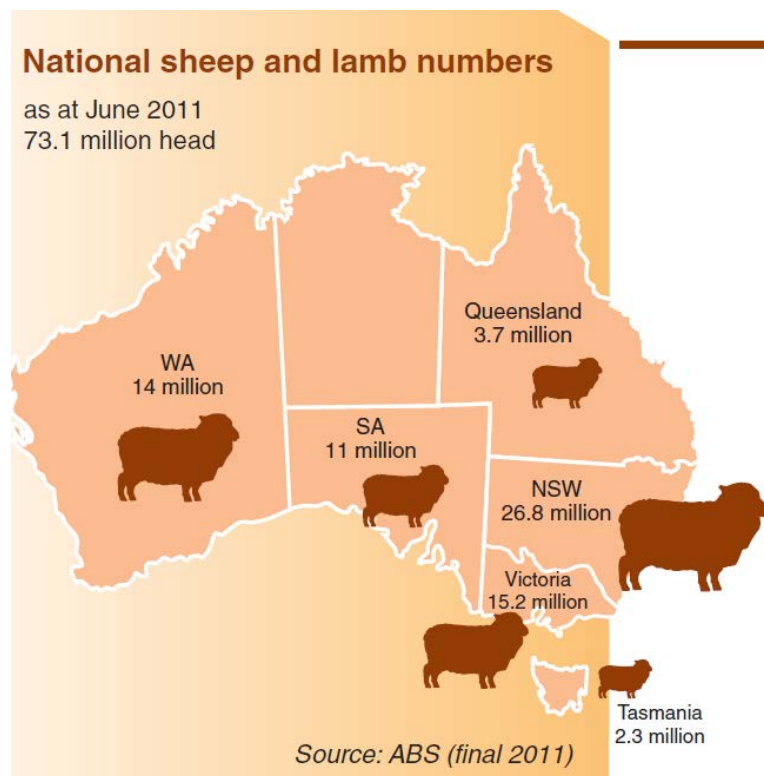 National sheep and lamb numbers
as at June 2011
73.1 million head
Queensland
3.7 million
WA
14 million
SA
11 million
NSW
26.8 million
Victoria
15.2 million
Tasmania
2.3 million
Source: ABS (final 2011)